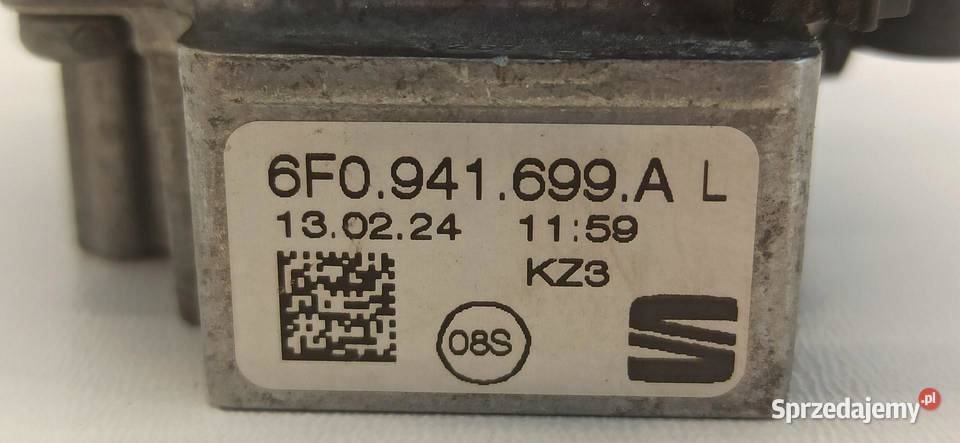 6F0.941.699.A L
13.02.24 11:59
KZ3
08S
Sprzedajemy.pl